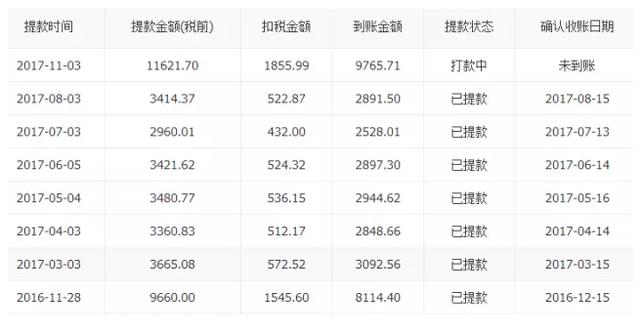 提款时间 提款金额(税前) 扣税金额 到账金额 提款状态 确认收账日期
2017-11-03 11621.70 1855.99 9765.71 打款中 未到账
2017-08-03 3414.37 522.87 2891.50 已提款 2017-08-15
2017-07-03 2960.01 432.00 2528.01 已提款 2017-07-13
2017-06-05 3421.62 524.32 2897.30 已提款 2017-06-14
2017-05-04 3480.77 536.15 2944.62 已提款 2017-05-16
2017-04-03 3360.83 512.17 2848.66 已提款 2017-04-14
2017-03-03 3665.08 572.52 3092.56 已提款 2017-03-15
2016-11-28 9660.00 1545.60 8114.40 已提款 2016-12-15